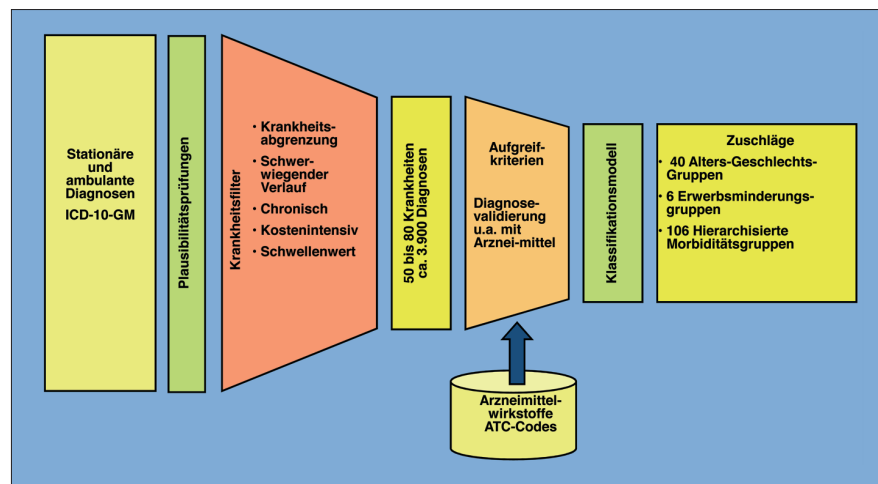 Stationäre
und
ambulante
Diagnosen
ICD-10-GM
Plausibilitätsprüfungen
Krankheitsfilter
• Krankheits-
abgrenzung
• Schwer-
wiegender
Verlauf
• Chronisch
• Kostenintensiv
• Schwellenwert
50 bis 80 Krankheiten
ca. 3.900 Diagnosen
Aufgreif-
kriterien
Diagnose-
validierung
u.a. mit
Arznei-mittel
Klassifikationsmodell
Zuschläge
• 40 Alters-Geschlechts-
Gruppen
• 6 Erwerbsminderungs-
gruppen
• 106 Hierarchisierte
Morbiditätsgruppen
Arzneimittel-
wirkstoffe
ATC-Codes